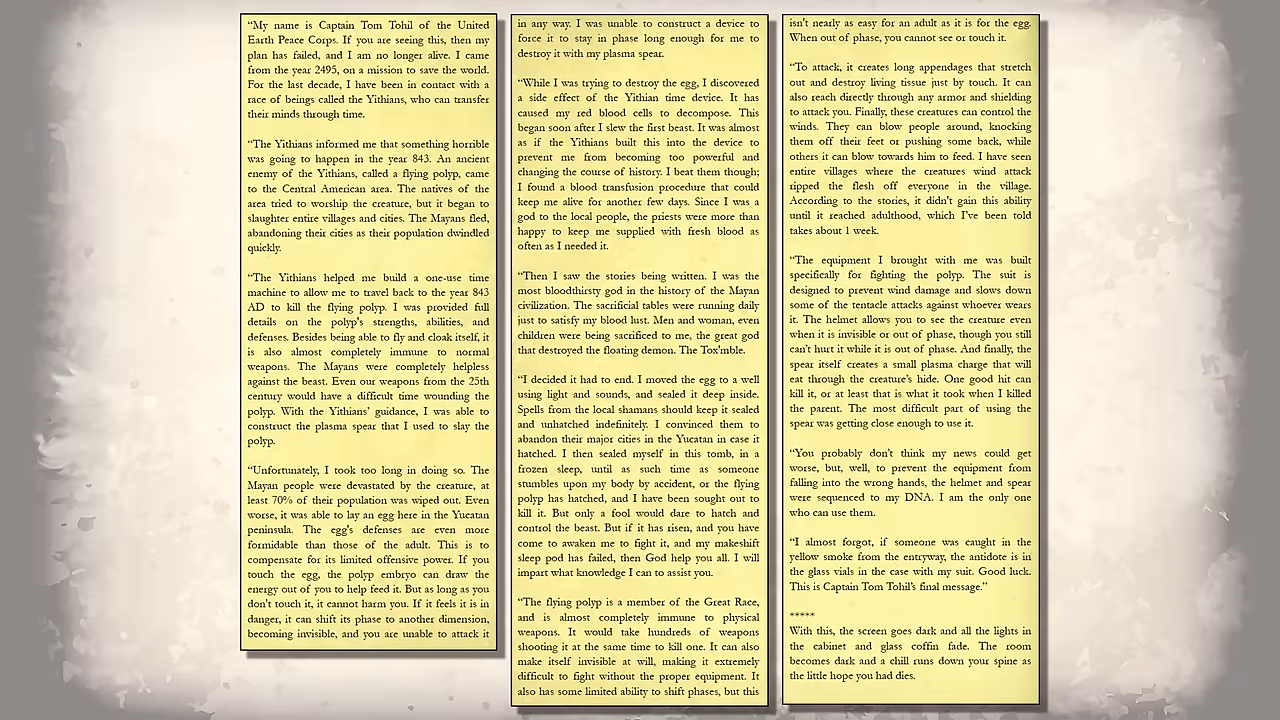 “My name is Captain Tom Tohil of the United
Earth Peace Corps. If you are seeing this, then my
plan has failed, and I am no longer alive. I came
from the year 2495, on a mission to save the world.
For the last decade, I have been in contact with a
race of beings called the Yithians, who can transfer
their minds through time.
“The Yithians informed me that something horrible
was going to happen in the year 843. An ancient
enemy of the Yithians, called a flying polyp, came
to the Central American area. The natives of the
area tried to worship the creature, but it began to
slaughter entire villages and cities. The Mayans fled,
abandoning their cities as their population dwindled
quickly.
“The Yithians helped me build a one-use time
machine to allow me to travel back to the year 843
AD to kill the flying polyp. I was provided full
details on the polyp's strengths, abilities, and
defenses. Besides being able to fly and cloak itself, it
is also almost completely immune to normal
weapons. The Mayans were completely helpless
against the beast. Even our weapons from the 25th
century would have a difficult time wounding the
polyp. With the Yithians’ guidance, I was able to
construct the plasma spear that I used to slay the
polyp.
“Unfortunately, I took too long in doing so. The
Mayan people were devastated by the creature, at
least 70% of their population was wiped out. Even
worse, it was able to lay an egg here in the Yucatan
peninsula. The egg's defenses are even more
formidable than those of the adult. This is to
compensate for its limited offensive power. If you
touch the egg, the polyp embryo can draw the
energy out of you to help feed it. But as long as you
don't touch it, it cannot harm you. If it feels it is in
danger, it can shift its phase to another dimension,
becoming invisible, and you are unable to attack it
in any way. I was unable to construct a device to
force it to stay in phase long enough for me to
destroy it with my plasma spear.
“While I was trying to destroy the egg, I discovered
a side effect of the Yithian time device. It has
caused my red blood cells to decompose. This
began soon after I slew the first beast. It was almost
as if the Yithians built this into the device to
prevent me from becoming too powerful and
changing the course of history. I beat them though;
I found a blood transfusion procedure that could
keep me alive for another few days. Since I was a
god to the local people, the priests were more than
happy to keep me supplied with fresh blood as
often as I needed it.
“Then I saw the stories being written. I was the
most bloodthirsty god in the history of the Mayan
civilization. The sacrificial tables were running daily
just to satisfy my blood lust. Men and woman, even
children were being sacrificed to me, the great god
that destroyed the floating demon. The Tox'mble.
“I decided it had to end. I moved the egg to a well
using light and sounds, and sealed it deep inside.
Spells from the local shamans should keep it sealed
and unhatched indefinitely. I convinced them to
abandon their major cities in the Yucatan in case it
hatched. I then sealed myself in this tomb, in a
frozen sleep, until as such time as someone
stumbles upon my body by accident, or the flying
polyp has hatched, and I have been sought out to
kill it. But only a fool would dare to hatch and
control the beast. But if it has risen, and you have
come to awaken me to fight it, and my makeshift
sleep pod has failed, then God help you all. I will
impart what knowledge I can to assist you.
“The flying polyp is a member of the Great Race,
and is almost completely immune to physical
weapons. It would take hundreds of weapons
shooting it at the same time to kill one. It can also
make itself invisible at will, making it extremely
difficult to fight without the proper equipment. It
also has some limited ability to shift phases, but this
isn't nearly as easy for an adult as it is for the egg.
When out of phase, you cannot see or touch it.
“To attack, it creates long appendages that stretch
out and destroy living tissue just by touch. It can
also reach directly through any armor and shielding
to attack you. Finally, these creatures can control the
winds. They can blow people around, knocking
them off their feet or pushing some back, while
others it can blow towards him to feed. I have seen
entire villages where the creatures wind attack
ripped the flesh off everyone in the village.
According to the stories, it didn't gain this ability
until it reached adulthood, which I've been told
takes about 1 week.
“The equipment I brought with me was built
specifically for fighting the polyp. The suit is
designed to prevent wind damage and slows down
some of the tentacle attacks against whoever wears
it. The helmet allows you to see the creature even
when it is invisible or out of phase, though you still
can’t hurt it while it is out of phase. And finally, the
spear itself creates a small plasma charge that will
eat through the creature’s hide. One good hit can
kill it, or at least that is what it took when I killed
the parent. The most difficult part of using the
spear was getting close enough to use it.
“You probably don’t think my news could get
worse, but, well, to prevent the equipment from
falling into the wrong hands, the helmet and spear
were sequenced to my DNA. I am the only one
who can use them.
“I almost forgot, if someone was caught in the
yellow smoke from the entryway, the antidote is in
the glass vials in the case with my suit. Good luck.
This is Captain Tom Tohil’s final message.”
*****
With this, the screen goes dark and all the lights in
the cabinet and glass coffin fade. The room
becomes dark and a chill runs down your spine as
the little hope you had dies.